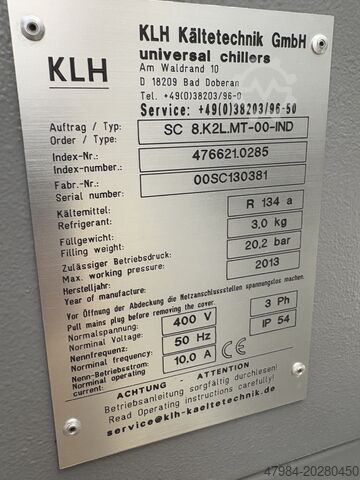 KLH
KLH Kältetechnik GmbH
universal chillers
Am Waldrand 10
D 18209 Bad Doberan
Tel. +49(0)38203/96-0
Service: +49(0)38203/96-50
Auftrag / Typ: SC 8.K2L.MT-00-IND
Order / Type:
Index-Nr.: 476621.0285
Index-number.:
Fabr.-Nr.: 00SC130381
Serial number:
Kältemittel: R 134 a
Refrigerant:
Füllgewicht: 3,0 kg
Filling weight:
Zulässiger Betriebsdruck: 20,2 bar
Max. working pressure:
Herstelljahr: 2013
Year of manufacture:
Vor Öffnung der Abdeckung die Netzanschlussstellen spannungslos machen.
Pull mains plug before removing the cover.
Normalspannung: 400 V 3 Ph
Nominal Voltage:
Nennfrequenz: 50 Hz IP 54
Nominal frequency:
Nenn-Betriebsstrom: 10,0 A CE
Nominal operating
current:
ACHTUNG - ATTENTION
Betriebsanleitung sorgfältig durchlesen!
Read Operating instructions carefully!
service@klh-kaeltetechnik.de
47984-20280450